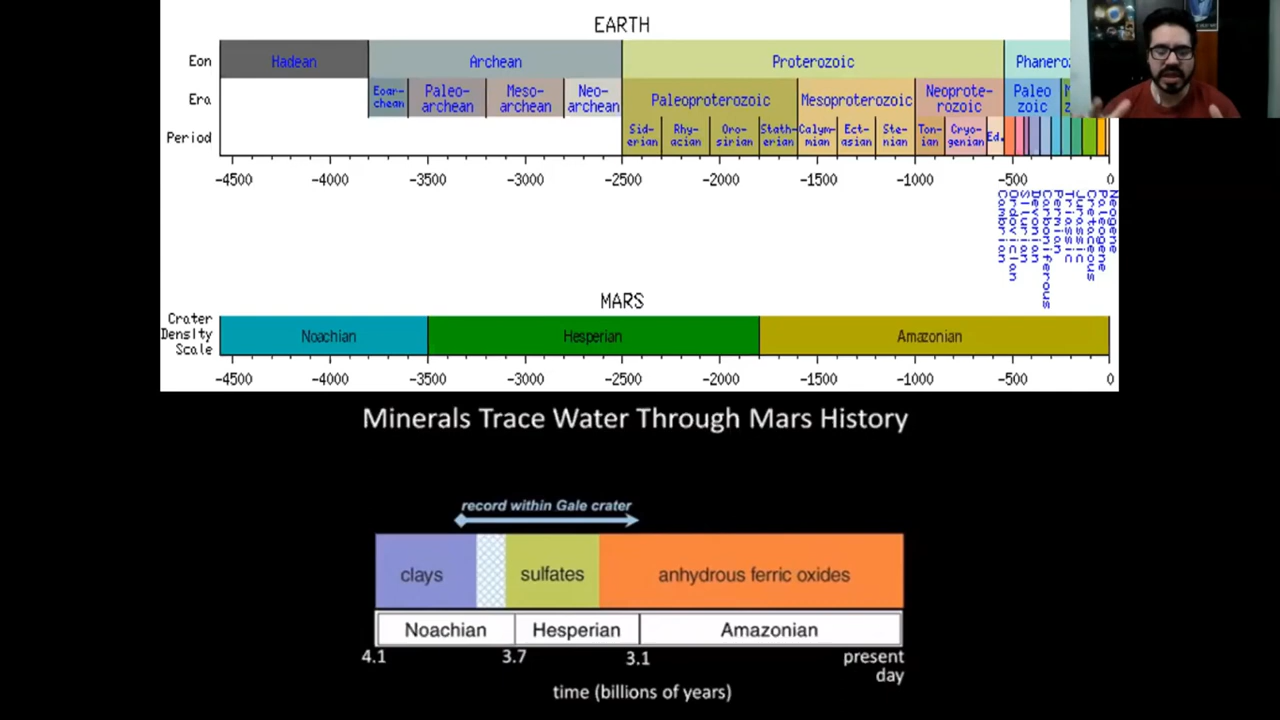 EARTH
Eon
Hadean
Archean
Proterozoic
Phaneroz
Era
Eoar-
chean
Paleo-
archean
Meso-
archean
Neo-
archean
Paleoproterozoic
Mesoproterozoic
Neoprote-
rozoic
Paleo
zoic
Period
Sid-
erian
Rhy-
acian
Oro-
sirian
Stath-
erian
Calym-
mian
Ect-
asian
Ste-
nian
Ton-
ian
Cryo-
genian
Ed.
-4500 -4000 -3500 -3000 -2500 -2000 -1500 -1000 -500 0
Cambrian
Ordovician
Silurian
Devonian
Carboniferous
Permian
Triassic
Jurassic
Cretaceous
Paleogene
Neogene
MARS
Crater
Density
Scale
Noachian
Hesperian
Amazonian
-4500 -4000 -3500 -3000 -2500 -2000 -1500 -1000 -500 0
Minerals Trace Water Through Mars History
record within Gale crater
clays
sulfates
anhydrous ferric oxides
Noachian
Hesperian
Amazonian
4.1
3.7
3.1
present
day
time (billions of years)